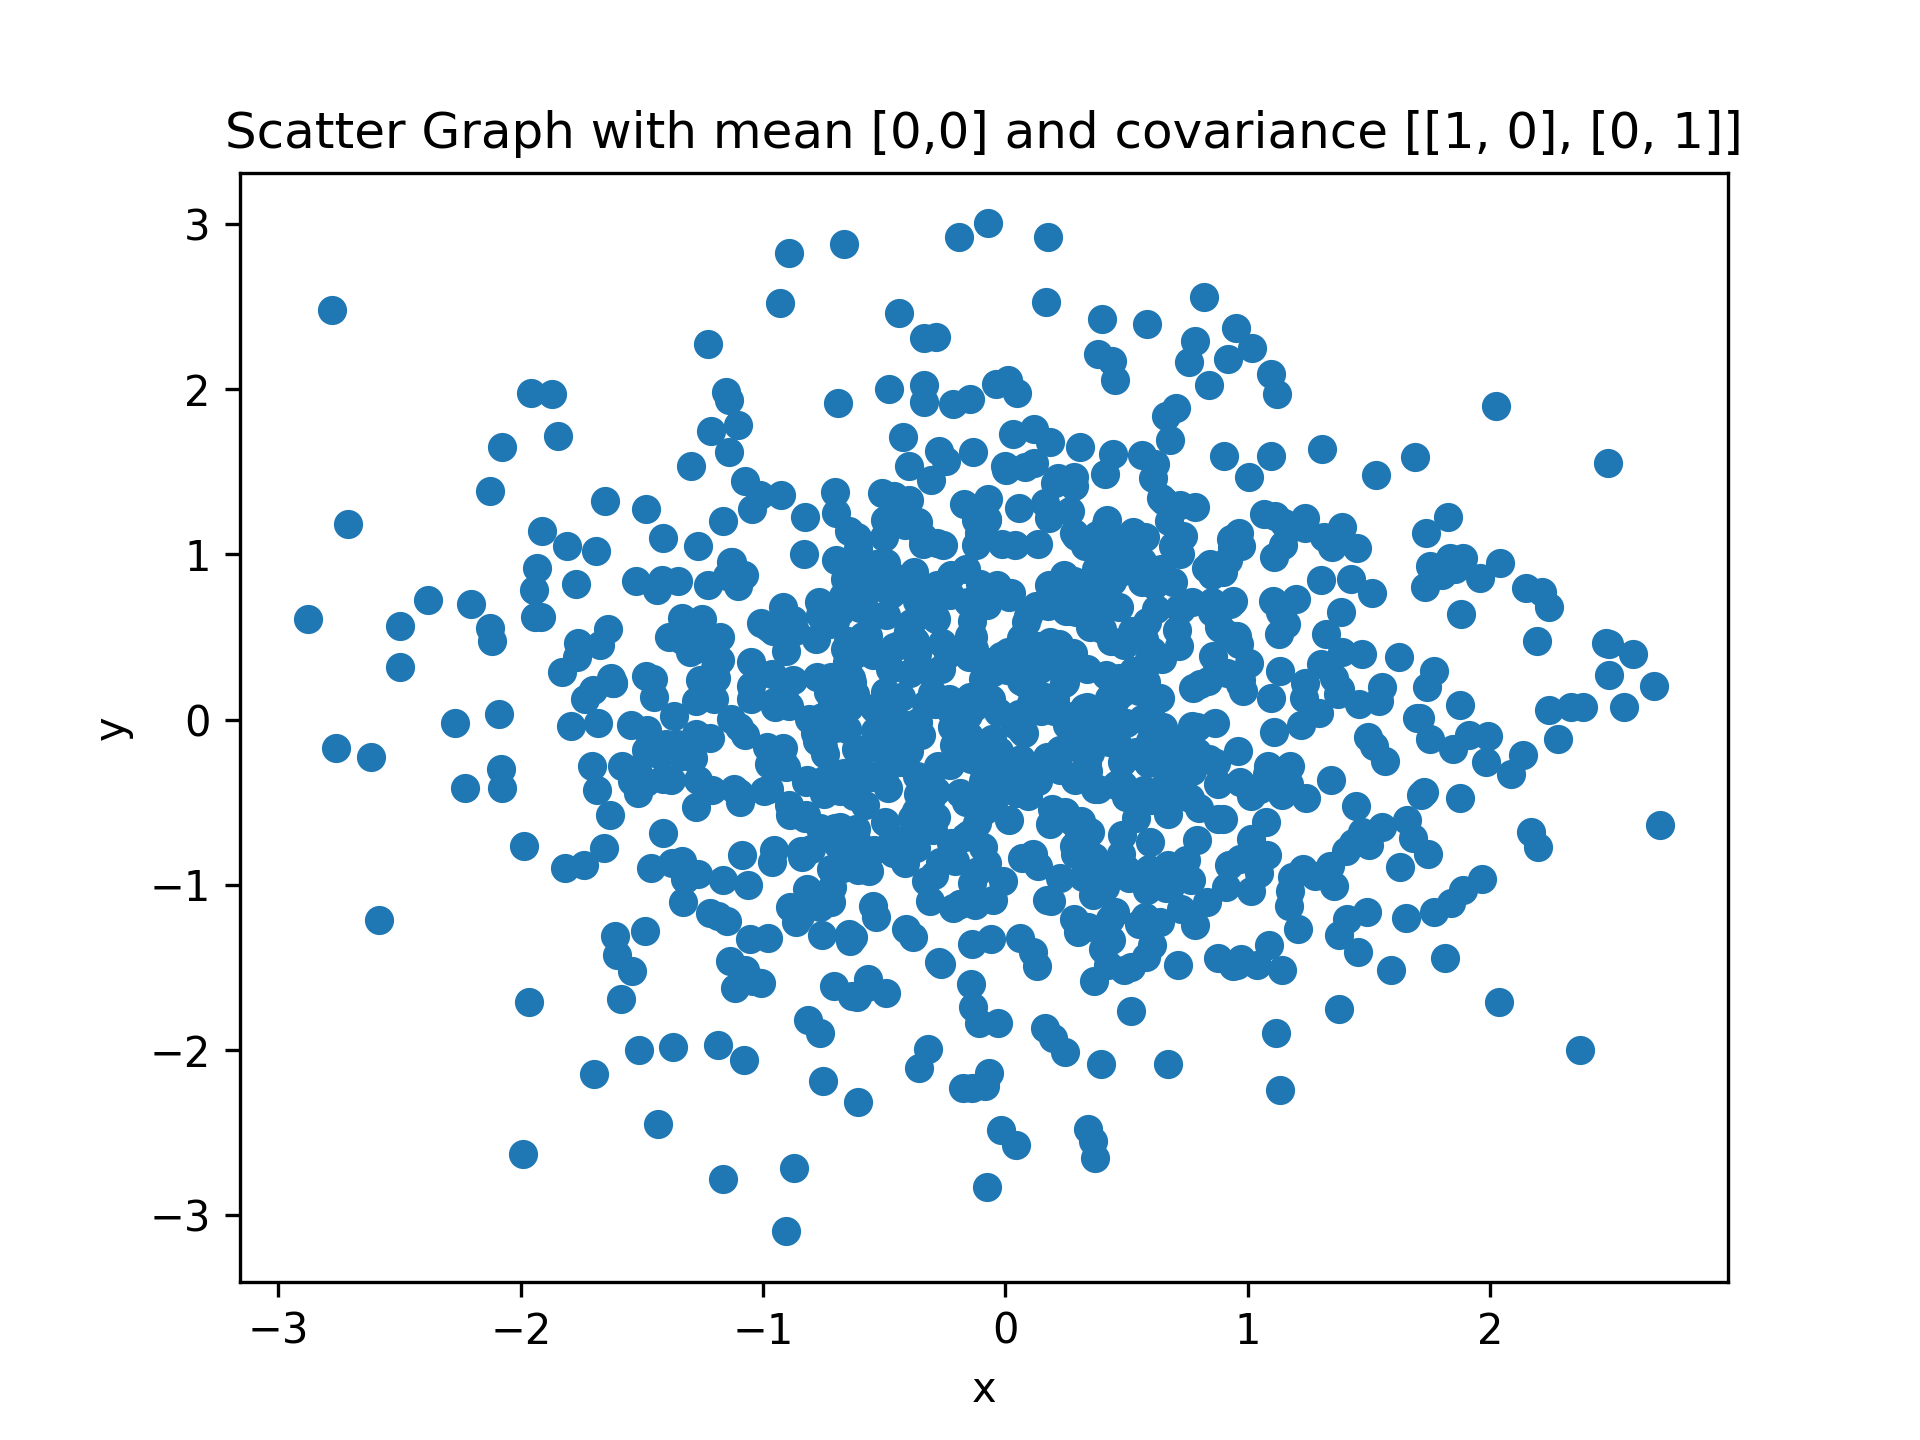 Scatter Graph with mean [0,0] and covariance [[1, 0], [0, 1]]
3
2
1
0
−1
−2
−3
y
−3 −2 −1 0 1 2
x